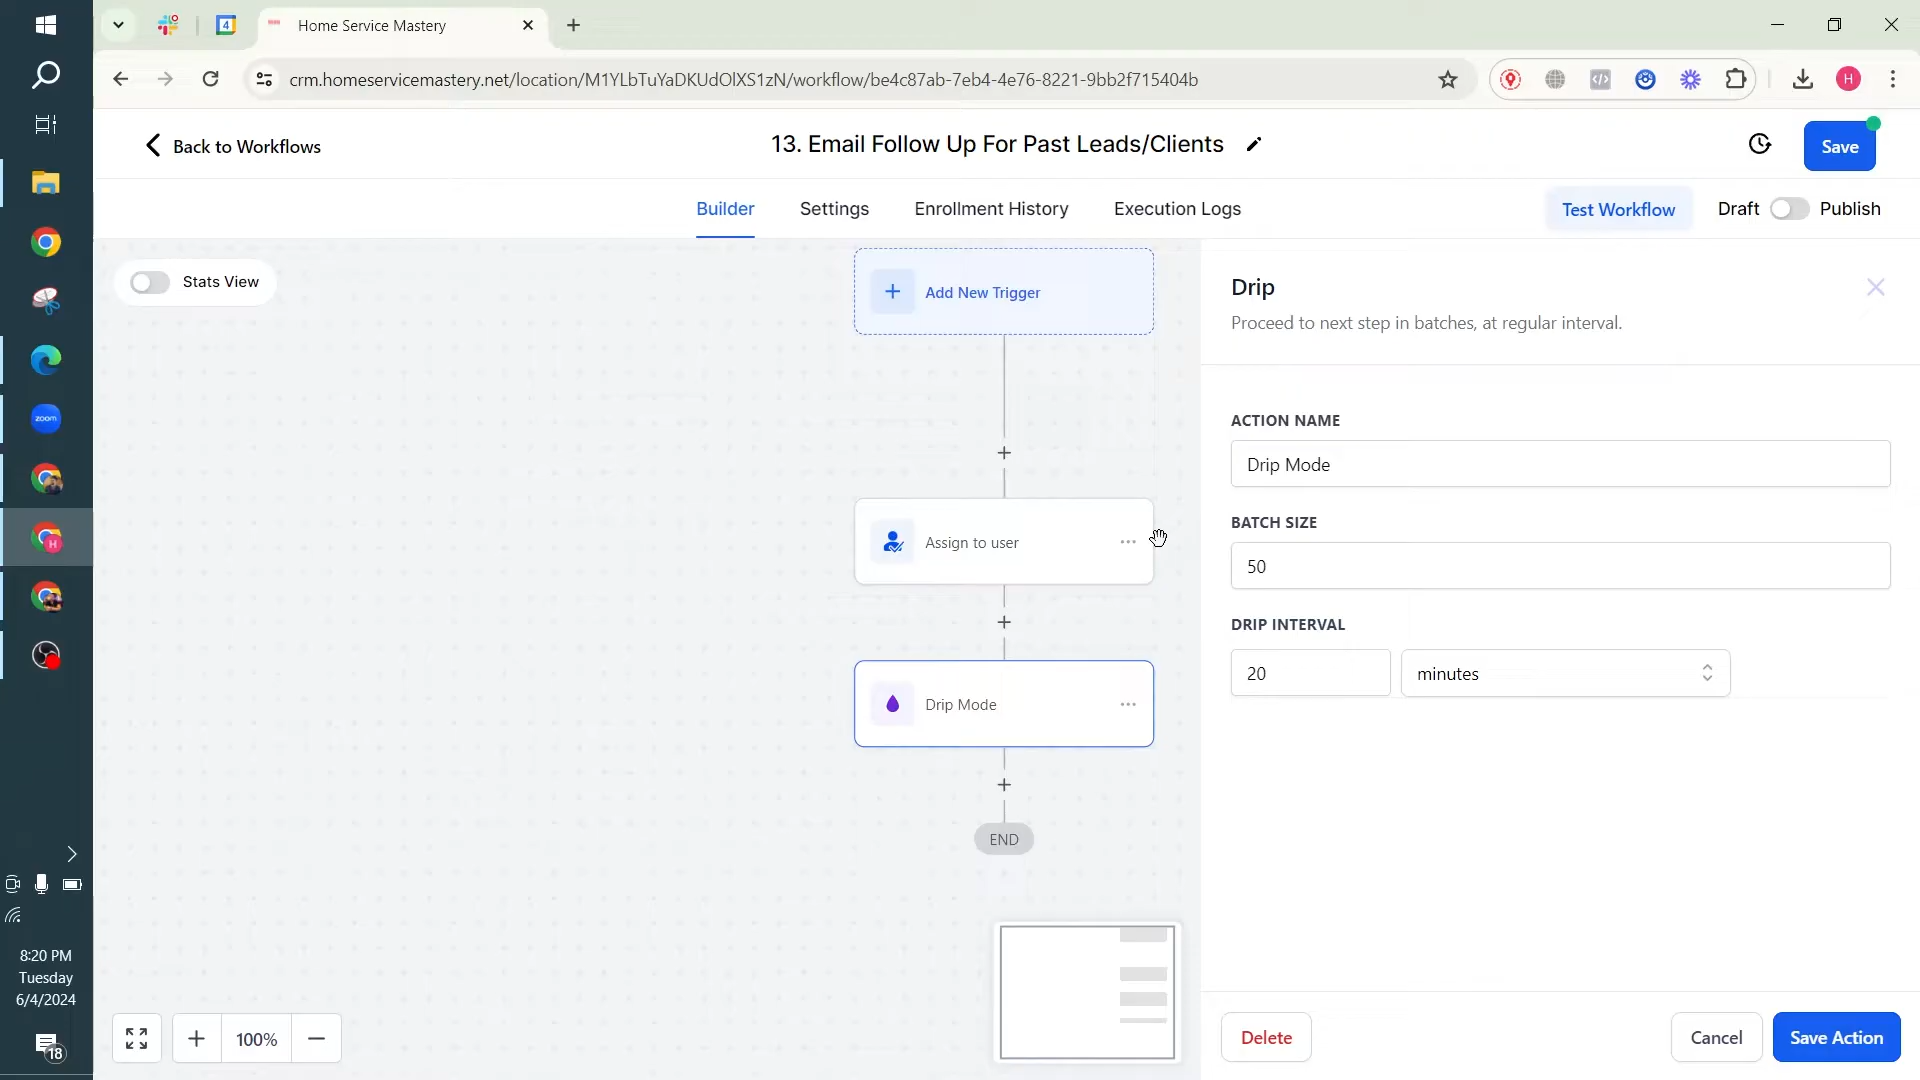 4
Home Service Mastery
crm.homeservicemastery.net/location/M1YLbTuYaDKUdOlXS1zN/workflow/be4c87ab-7eb4-4e76-8221-9bb2f715404b
H
Back to Workflows
13. Email Follow Up For Past Leads/Clients
Save
Builder
Settings
Enrollment History
Execution Logs
Test Workflow
Draft
Publish
Stats View
Add New Trigger
Assign to user
Drip Mode
END
100%
Drip
Proceed to next step in batches, at regular interval.
ACTION NAME
Drip Mode
BATCH SIZE
50
DRIP INTERVAL
20
minutes
Delete
Cancel
Save Action
zoom
H
8:20 PM
Tuesday
6/4/2024
18